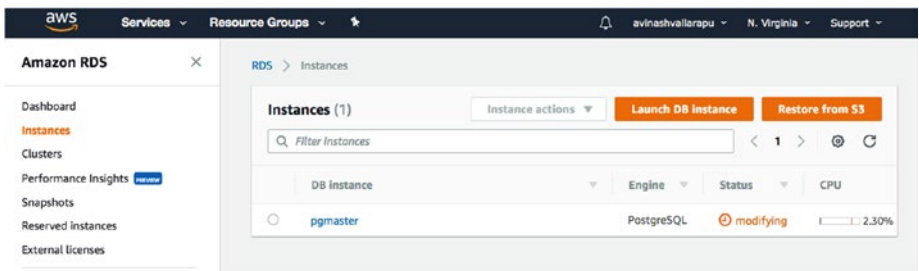 aws Services Resource Groups avinashvallarapu N. Virginia Support
Amazon RDS
Dashboard
Instances
Clusters
Performance Insights PREVIEW
Snapshots
Reserved instances
External licenses
RDS > Instances
Instances (1) Instance actions Launch DB instance Restore from S3
Filter Instances < 1 >
DB instance Engine Status CPU
pgmaster PostgreSQL modifying 2.30%